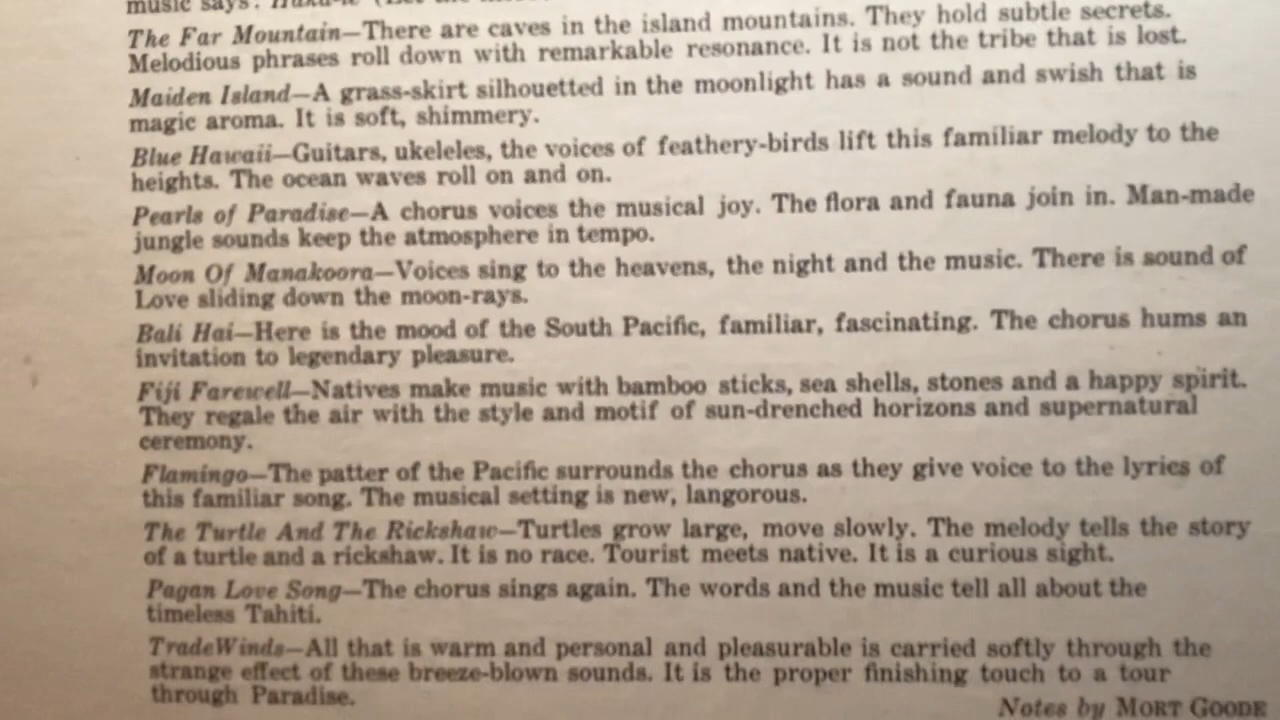 music says:
The Far Mountain—There are caves in the island mountains. They hold subtle secrets.
Melodious phrases roll down with remarkable resonance. It is not the tribe that is lost.
Maiden Island—A grass-skirt silhouetted in the moonlight has a sound and swish that is
magic aroma. It is soft, shimmery.
Blue Hawaii—Guitars, ukeleles, the voices of feathery-birds lift this familiar melody to the
heights. The ocean waves roll on and on.
Pearls of Paradise—A chorus voices the musical joy. The flora and fauna join in. Man-made
jungle sounds keep the atmosphere in tempo.
Moon Of Manakoora—Voices sing to the heavens, the night and the music. There is sound of
Love sliding down the moon-rays.
Bali Hai—Here is the mood of the South Pacific, familiar, fascinating. The chorus hums an
invitation to legendary pleasure.
Fiji Farewell—Natives make music with bamboo sticks, sea shells, stones and a happy spirit.
They regale the air with the style and motif of sun-drenched horizons and supernatural
ceremony.
Flamingo—The patter of the Pacific surrounds the chorus as they give voice to the lyrics of
this familiar song. The musical setting is new, langorous.
The Turtle And The Rickshaw—Turtles grow large, move slowly. The melody tells the story
of a turtle and a rickshaw. It is no race. Tourist meets native. It is a curious sight.
Pagan Love Song—The chorus sings again. The words and the music tell all about the
timeless Tahiti.
TradeWinds—All that is warm and personal and pleasurable is carried softly through the
strange effect of these breeze-blown sounds. It is the proper finishing touch to a tour
through Paradise.
Notes by MORT GOODE